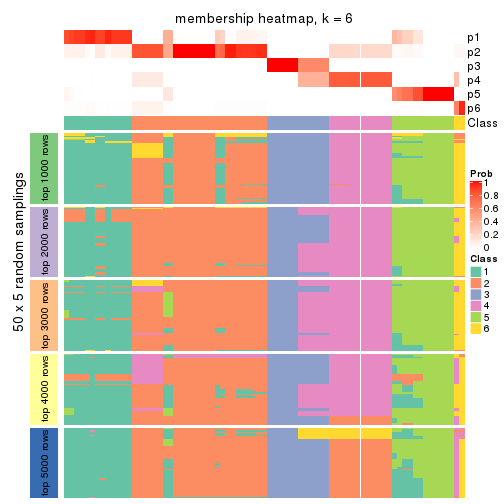 membership heatmap, k = 6
p1
p2
p3
p4
p5
p6
Class
50 x 5 random samplings
top 1000 rows
top 2000 rows
top 3000 rows
top 4000 rows
top 5000 rows
Prob
1
0.8
0.6
0.4
0.2
0
Class
1
2
3
4
5
6